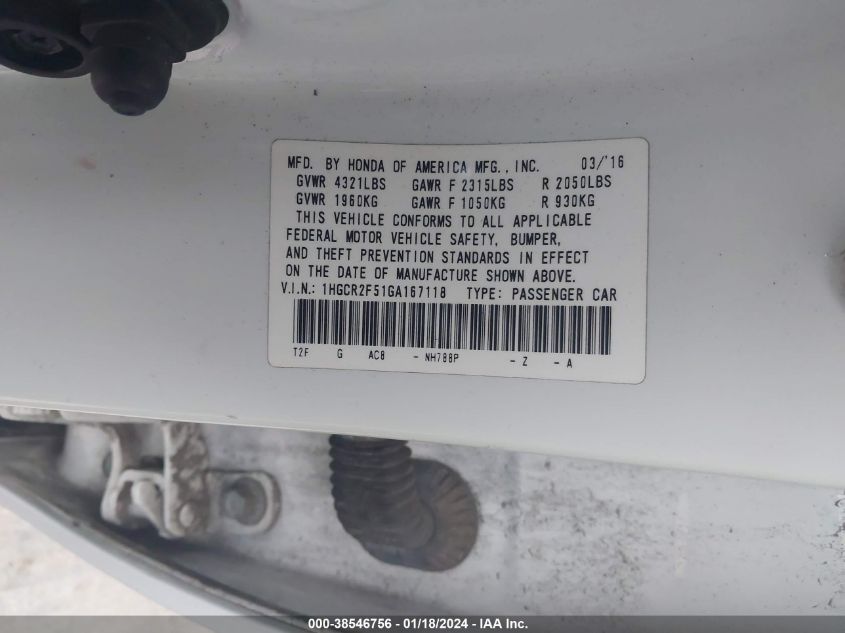 MFD. BY HONDA OF AMERICA MFG., INC. 03/'16
GVWR 4321LBS GAWR F 2315LBS R 2050LBS
GVWR 1960KG GAWR F 1050KG R 930KG
THIS VEHICLE CONFORMS TO ALL APPLICABLE
FEDERAL MOTOR VEHICLE SAFETY, BUMPER,
AND THEFT PREVENTION STANDARDS IN EFFECT
ON THE DATE OF MANUFACTURE SHOWN ABOVE.
V.I.N.: 1HGCR2F51GA167118 TYPE: PASSENGER CAR
T2F G AC8 - NH788P - Z - A
000-38546756 - 01/18/2024 - IAA Inc.